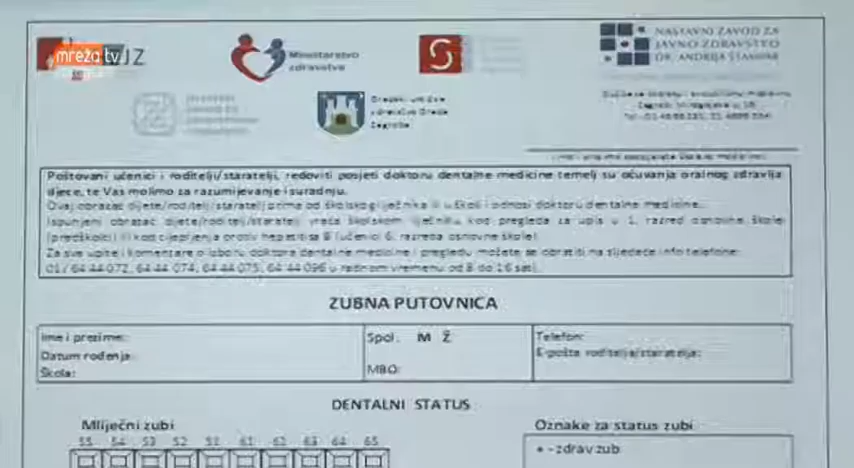 mreža tv
JZ
Ministarstvo
zdravstva
S
NASTAVNI ZAVOD ZA
JAVNO ZDRAVSTVO
DR. ANDRIJA ŠTAMPAR
Gradski ured za
zdravstvo Grada
Zagreba
Poštovani učenici i roditelji/staratelji, redoviti posjeti doktoru dentalne medicine temelj su očuvanja oralnog zdravlja
djece, te Vas molimo za razumijevanje i suradnju.
Ovaj obrazac dijete/roditelj/staratelj prima od školskog liječnika ili u školi i odnosi doktoru dentalne medicine.
Ispunjeni obrazac dijete/roditelj/staratelj vraća školskom liječniku kod pregleda za upis u 1. razred osnovne škole
(predškolci) ili kod cijepljenja protiv hepatitisa B (učenici 6. razreda osnovne škole).
Za sve upite i komentare o izboru doktora dentalne medicine i pregledu možete se obratiti na sljedeće info telefone:
01/ 64 44 072, 64 44 074, 64 44 075, 64 44 096 u radnom vremenu od 8 do 16 sati.
ZUBNA PUTOVNICA
Ime i prezime:
Spol. M Ž
Telefon:
Datum rođenja:
E-pošta roditelja/staratelja:
Škola:
MBO:
DENTALNI STATUS
Mliječni zubi
Oznake za status zubi
55 54 53 52 51 61 62 63 64 65
• - zdrav zub